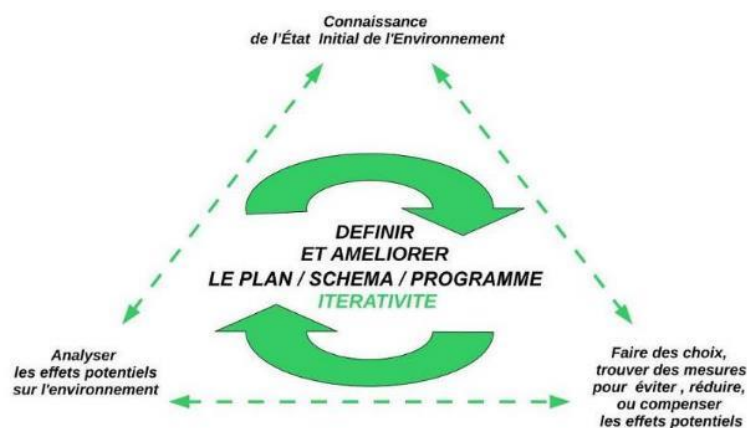 Connaissance
de l'État Initial de l'Environnement
DEFINIR
ET AMELIORER
LE PLAN / SCHEMA / PROGRAMME
ITERATIVITE
Analyser
les effets potentiels
sur l'environnement
Faire des choix,
trouver des mesures
pour éviter , réduire,
ou compenser
les effets potentiels